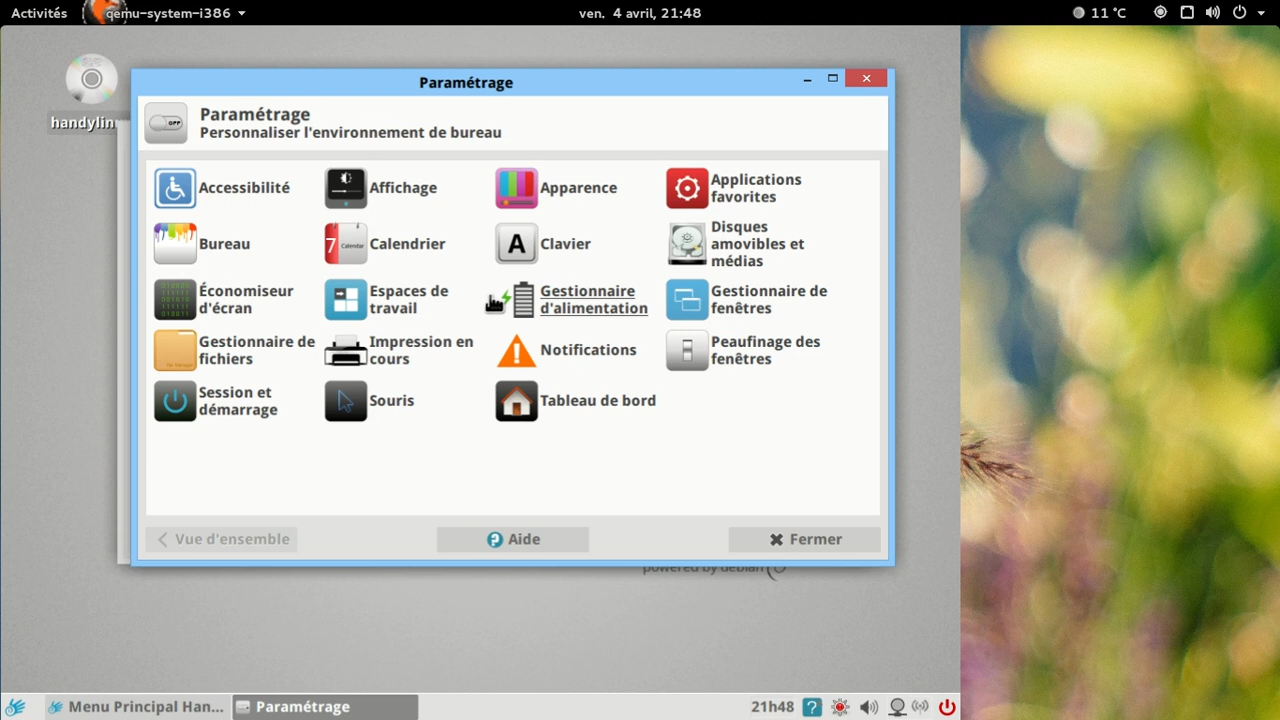 Activités
qemu-system-i386
ven. 4 avril, 21:48
11 °C
handylin
Paramétrage
OFF
Paramétrage
Personnaliser l'environnement de bureau
Accessibilité
Affichage
Apparence
Applications
favorites
Bureau
7 Calendar
Calendrier
A
Clavier
Disques
amovibles et
médias
Économiseur
d'écran
Espaces de
travail
Gestionnaire
d'alimentation
Gestionnaire de
fenêtres
Gestionnaire de
fichiers
Impression en
cours
Notifications
Peaufinage des
fenêtres
Session et
démarrage
Souris
Tableau de bord
Vue d'ensemble
? Aide
Fermer
powered by debian
Menu Principal Han...
Paramétrage
21h48
?